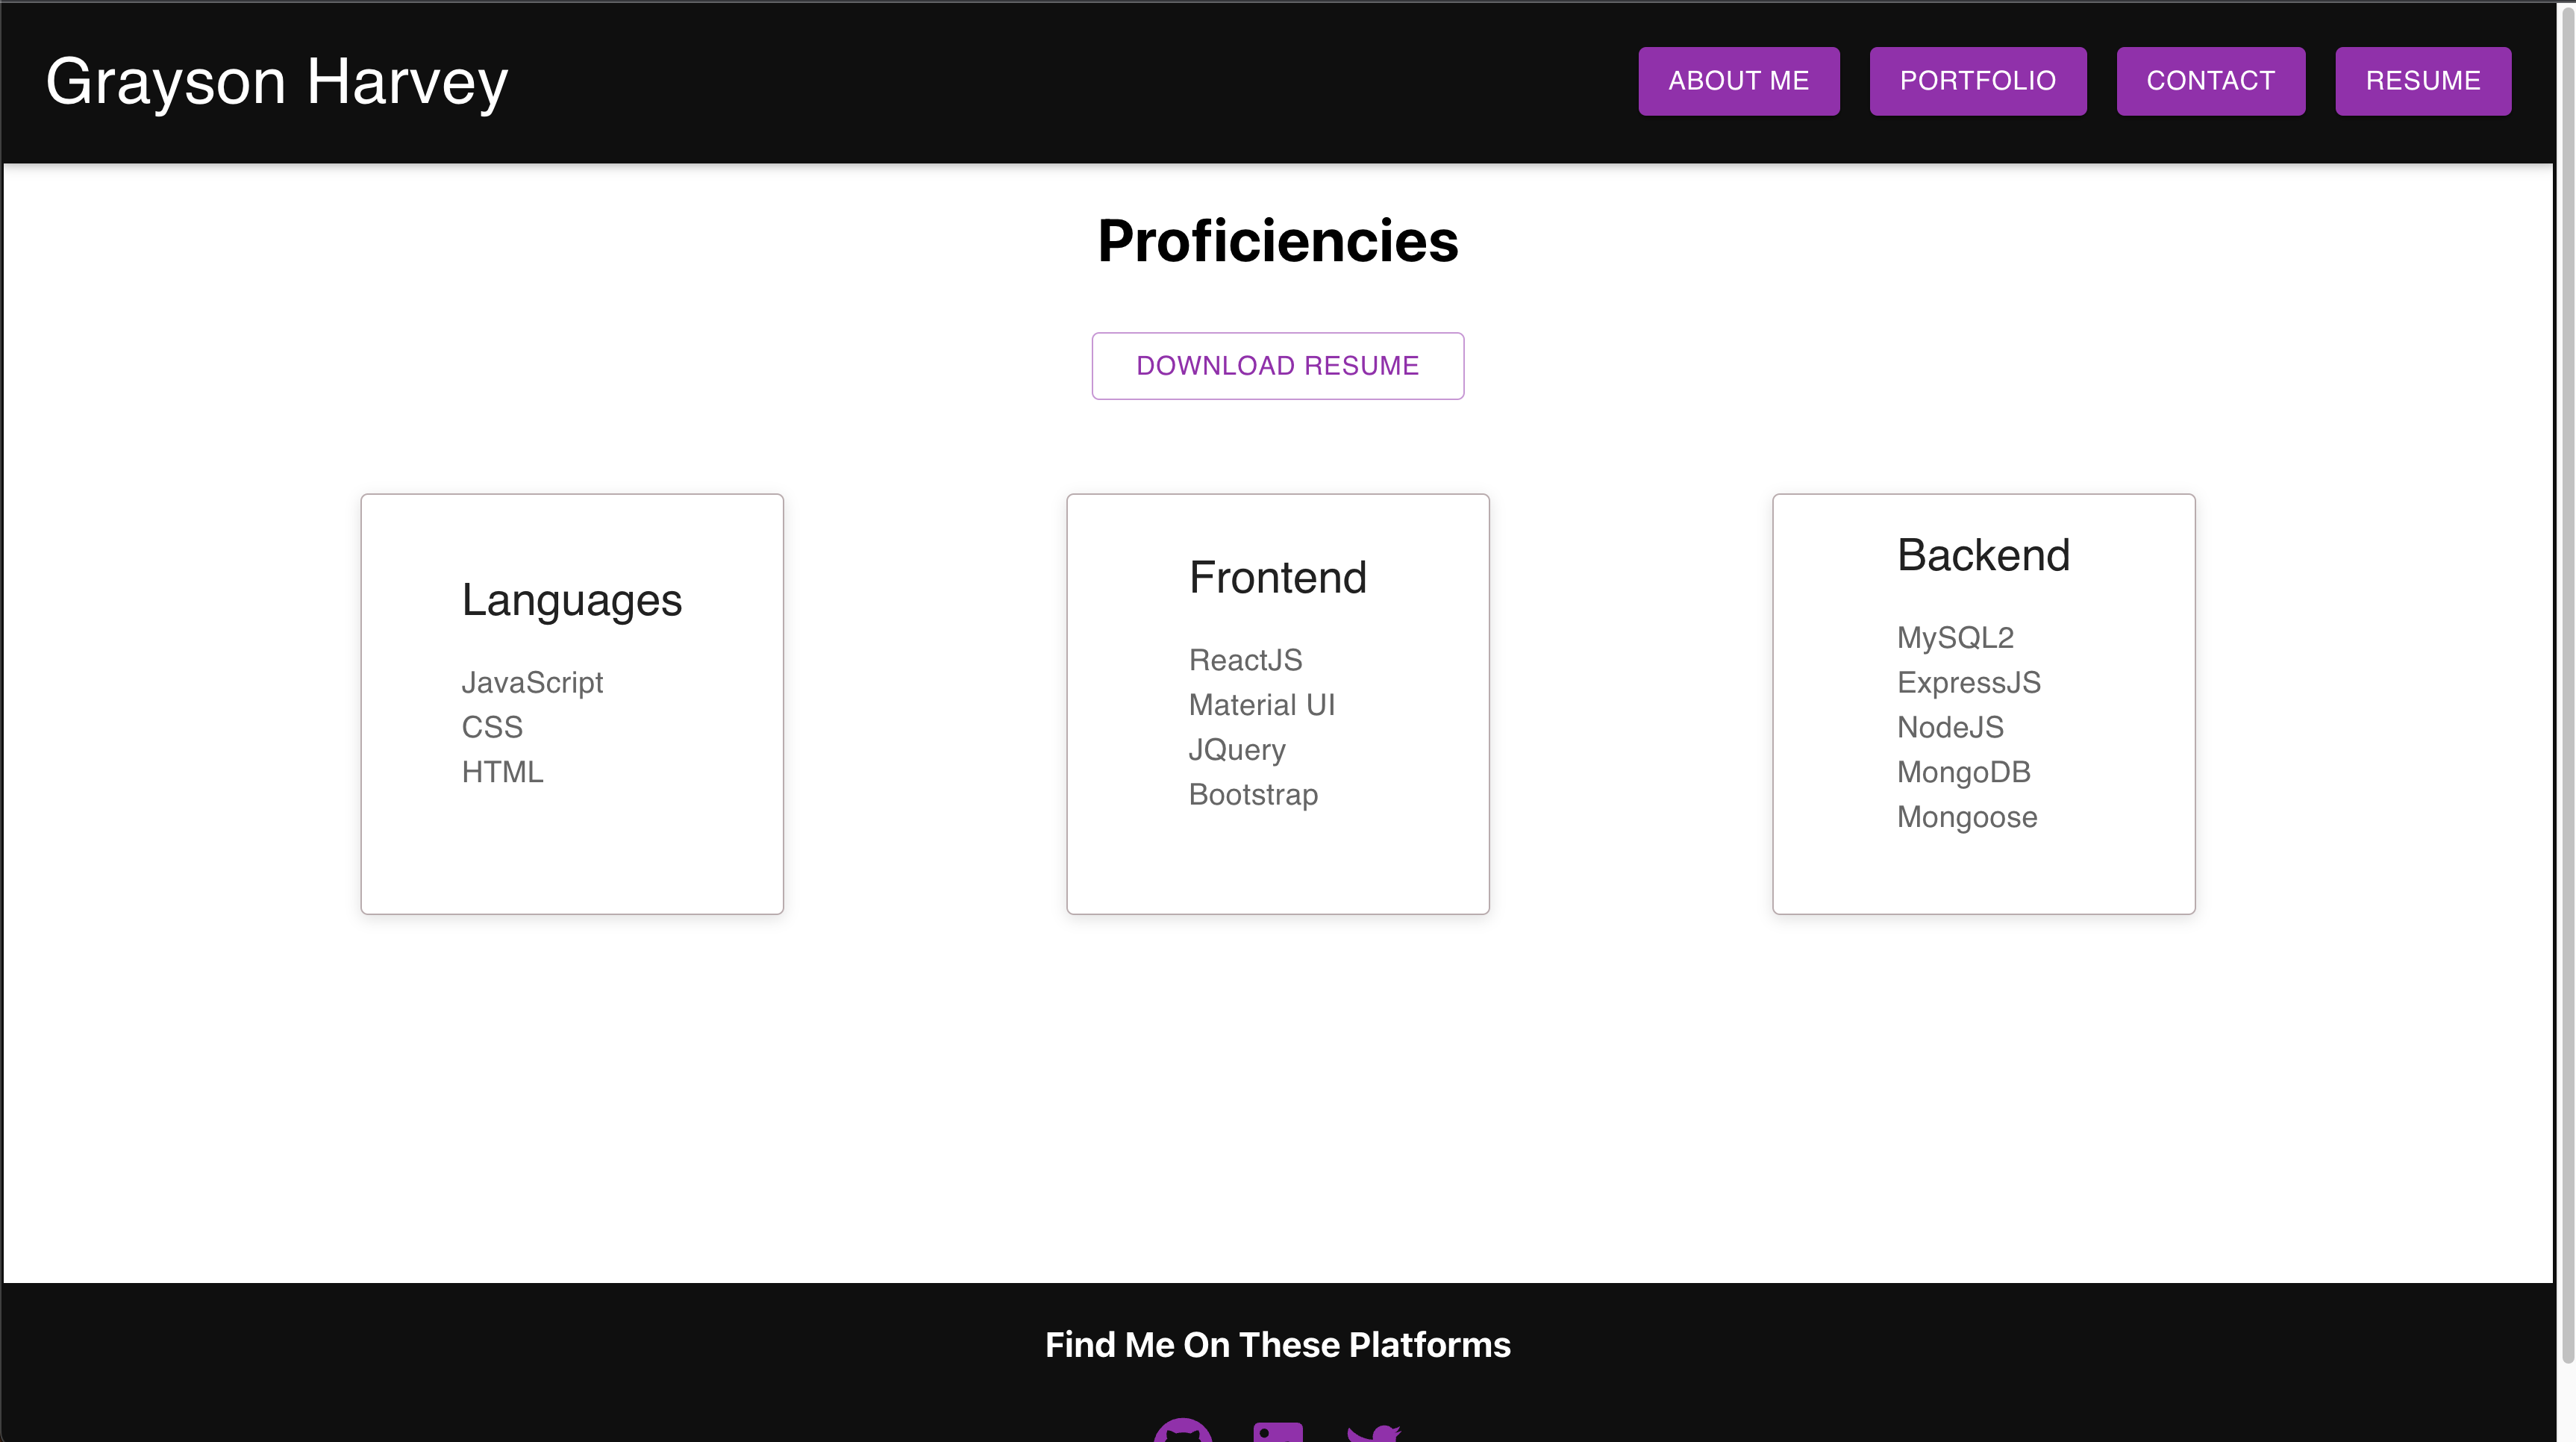 Grayson Harvey
ABOUT ME
PORTFOLIO
CONTACT
RESUME
Proficiencies
DOWNLOAD RESUME
Languages
JavaScript
CSS
HTML
Frontend
ReactJS
Material UI
JQuery
Bootstrap
Backend
MySQL2
ExpressJS
NodeJS
MongoDB
Mongoose
Find Me On These Platforms